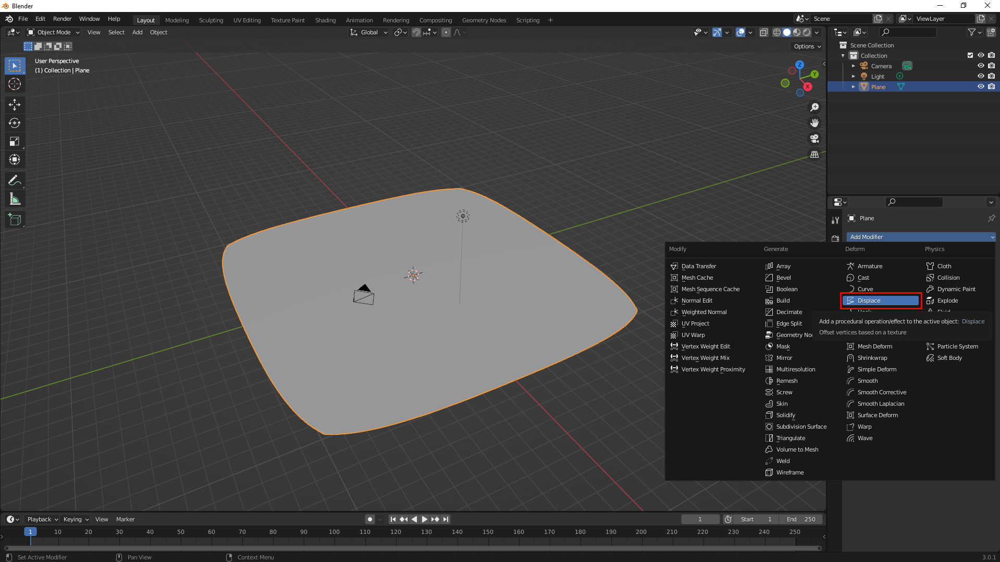 Blender
File Edit Render Window Help Layout Modeling Sculpting UV Editing Texture Paint Shading Animation Rendering Compositing Geometry Nodes Scripting + Scene ViewLayer
Object Mode View Select Add Object Global
Options
User Perspective
(1) Collection | Plane
Z
Y
X
Scene Collection
Collection
Camera
Light
Plane
Plane
Add Modifier
Modify Generate Deform Physics
Data Transfer Array Armature Cloth
Mesh Cache Bevel Cast Collision
Mesh Sequence Cache Boolean Curve Dynamic Paint
Normal Edit Build Displace Explode
Weighted Normal Decimate
UV Project Edge Split Add a procedural operation/effect to the active object: Displace
UV Warp Geometry Offset vertices based on a texture
Vertex Weight Edit Mask Mesh Deform Particle System
Vertex Weight Mix Mirror Shrinkwrap Soft Body
Vertex Weight Proximity Multiresolution Simple Deform
Remesh Smooth
Screw Smooth Corrective
Skin Smooth Laplacian
Solidify Surface Deform
Subdivision Surface Warp
Triangulate Wave
Volume to Mesh
Weld
Wireframe
Playback Keying View Marker 1 Start 1 End 250
1 10 20 30 40 50 60 70 80 90 100 110 120 130 140 150 160 170 180 190 200 210 220 230 240 250
Set Active Modifier Pan View Context Menu 3.0.1